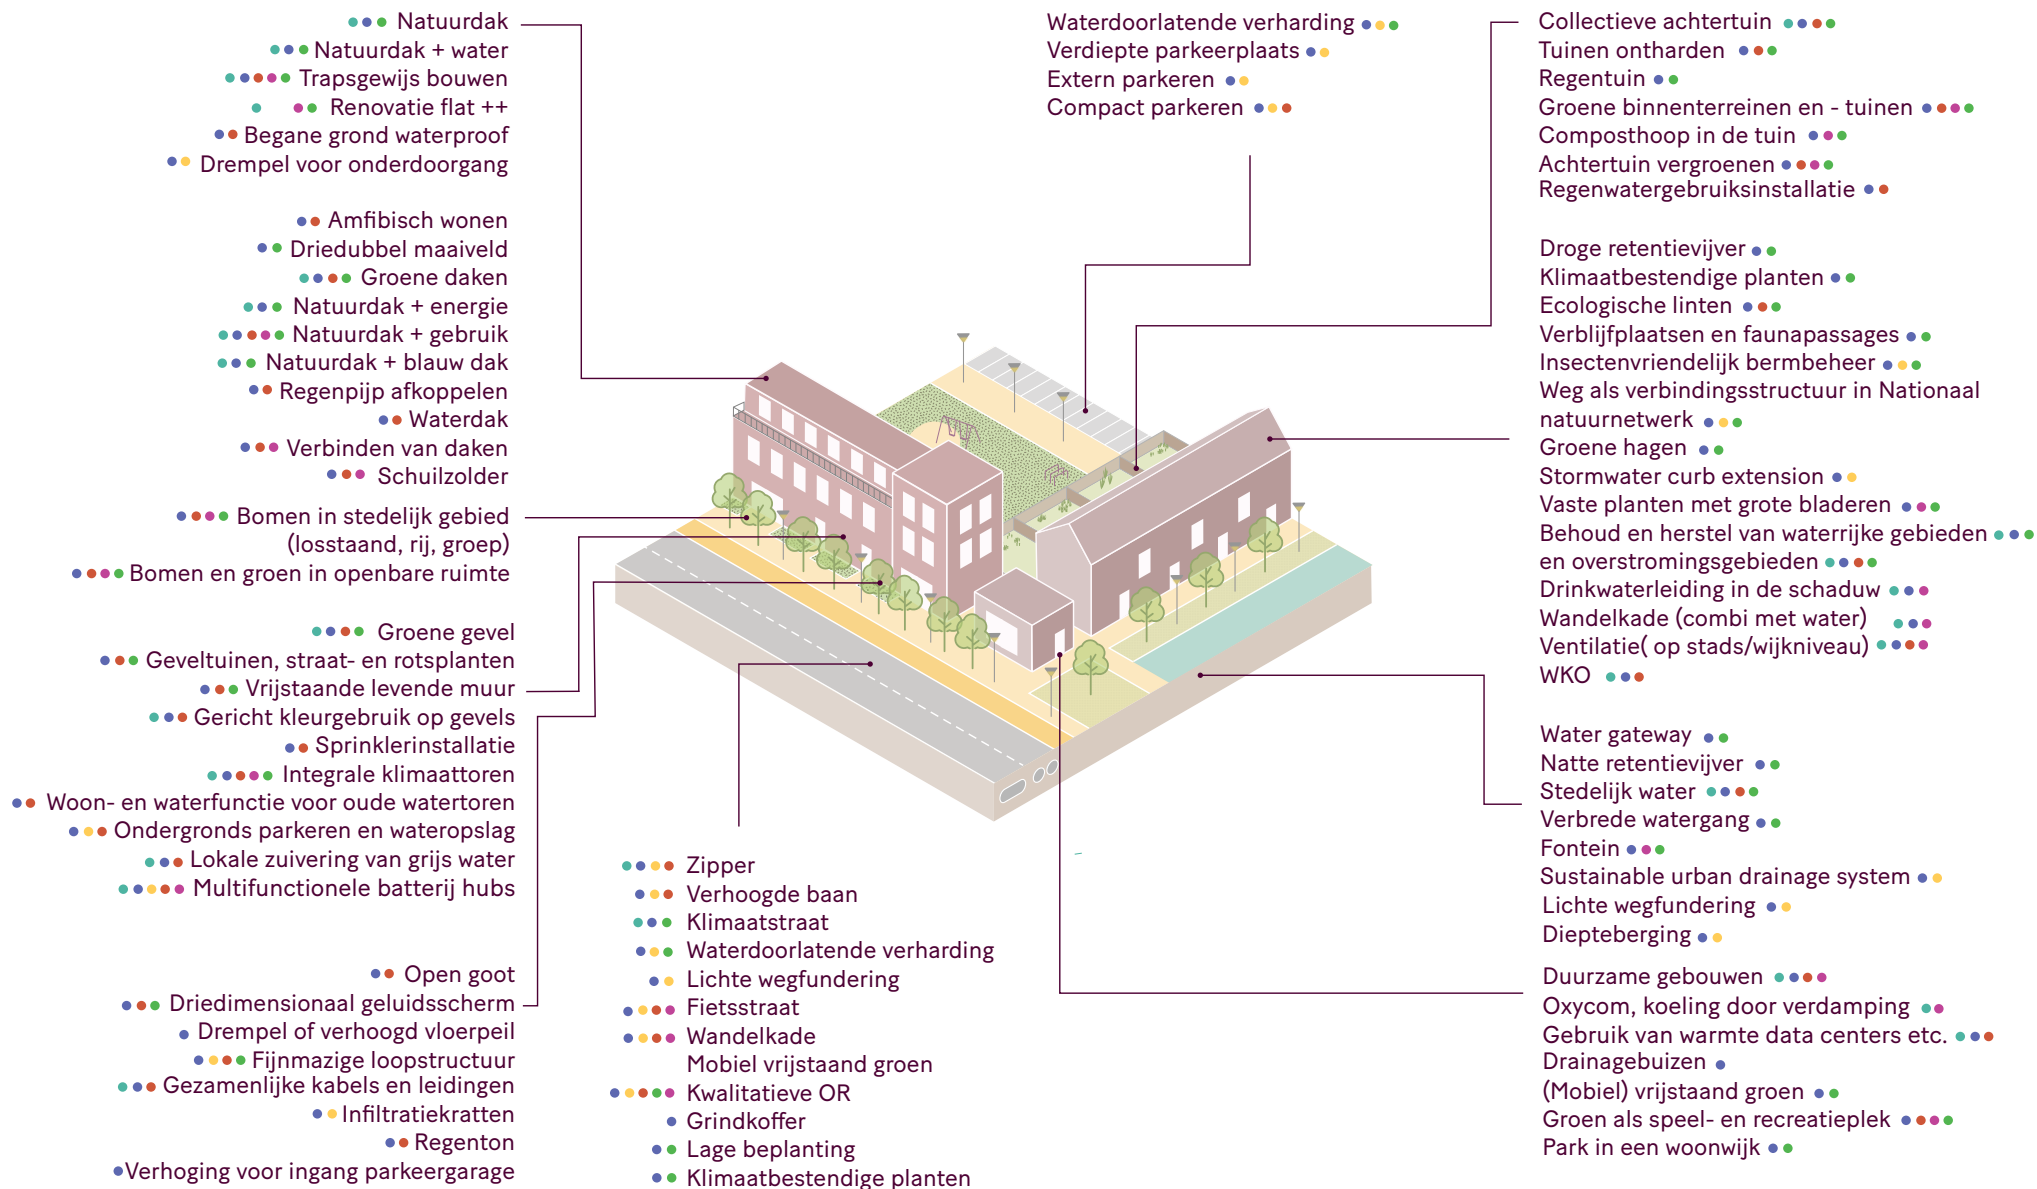 Natuurdak
Natuurdak + water
Trapsgewijs bouwen
Renovatie flat ++
Begane grond waterproof
Drempel voor onderdoorgang
Amfibisch wonen
Driedubbel maaiveld
Groene daken
Natuurdak + energie
Natuurdak + gebruik
Natuurdak + blauw dak
Regenpijp afkoppelen
Waterdak
Verbinden van daken
Schuilzolder
Bomen in stedelijk gebied
(losstaand, rij, groep)
Bomen en groen in openbare ruimte
Groene gevel
Geveltuinen, straat- en rotsplanten
Vrijstaande levende muur
Gericht kleurgebruik op gevels
Sprinklerinstallatie
Integrale klimaattoren
Woon- en waterfunctie voor oude watertoren
Ondergronds parkeren en wateropslag
Lokale zuivering van grijs water
Multifunctionele batterij hubs
Open goot
Driedimensionaal geluidsscherm
Drempel of verhoogd vloerpeil
Fijnmazige loopstructuur
Gezamenlijke kabels en leidingen
Infiltratiekratten
Regenton
Verhoging voor ingang parkeergarage
Waterdoorlatende verharding
Verdiepte parkeerplaats
Extern parkeren
Compact parkeren
Zipper
Verhoogde baan
Klimaatstraat
Waterdoorlatende verharding
Lichte wegfundering
Fietsstraat
Wandelkade
Mobiel vrijstaand groen
Kwalitatieve OR
Grindkoffer
Lage beplanting
Klimaatbestendige planten
Collectieve achtertuin
Tuinen ontharden
Regentuin
Groene binnenterreinen en - tuinen
Composthoop in de tuin
Achtertuin vergroenen
Regenwatergebruiksinstallatie
Droge retentievijver
Klimaatbestendige planten
Ecologische linten
Verblijfplaatsen en faunapassages
Insectenvriendelijk bermbeheer
Weg als verbindingsstructuur in Nationaal
natuurnetwerk
Groene hagen
Stormwater curb extension
Vaste planten met grote bladeren
Behoud en herstel van waterrijke gebieden
en overstromingsgebieden
Drinkwaterleiding in de schaduw
Wandelkade (combi met water)
Ventilatie( op stads/wijkniveau)
WKO
Water gateway
Natte retentievijver
Stedelijk water
Verbrede watergang
Fontein
Sustainable urban drainage system
Lichte wegfundering
Diepteberging
Duurzame gebouwen
Oxycom, koeling door verdamping
Gebruik van warmte data centers etc.
Drainagebuizen
(Mobiel) vrijstaand groen
Groen als speel- en recreatieplek
Park in een woonwijk